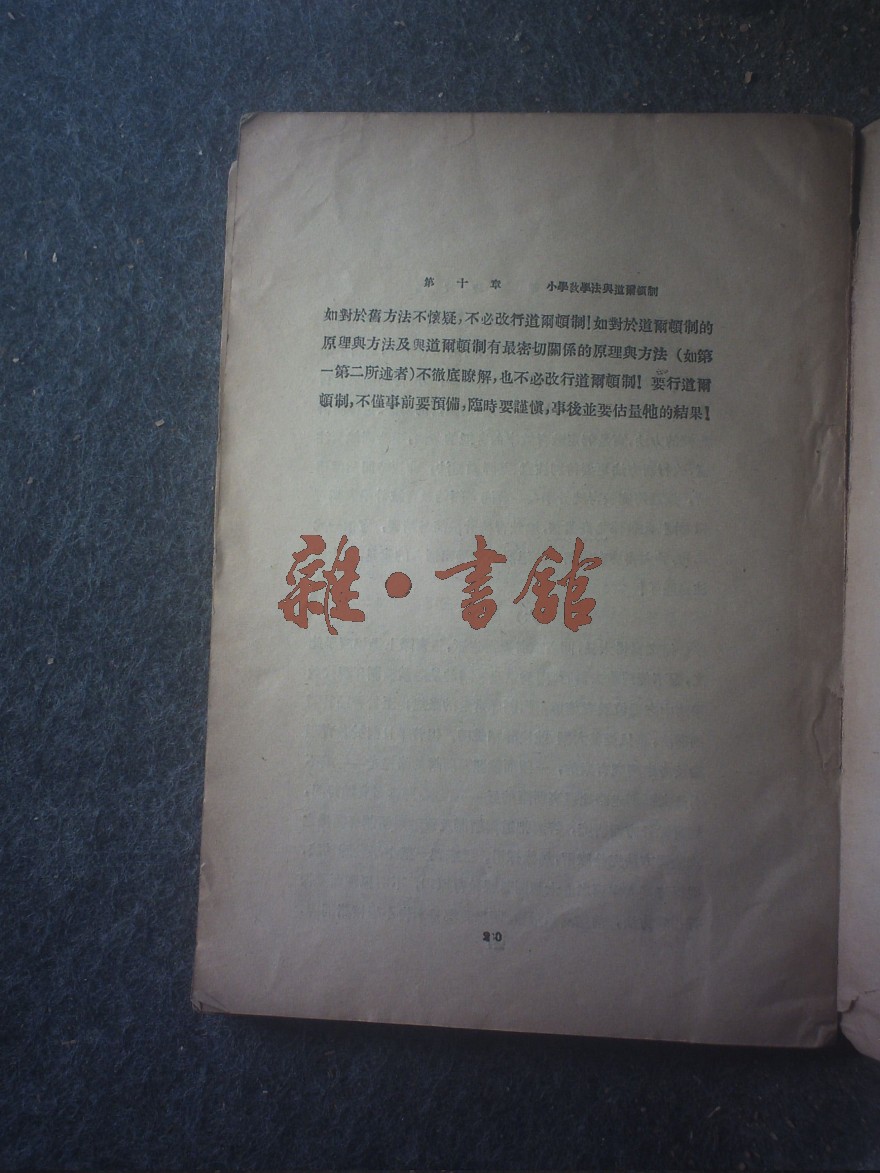 第十章 小學教學法與道爾頓制
如對於舊方法不懷疑，不必改行道爾頓制！如對於道爾頓制的
原理與方法及與道爾頓制有最密切關係的原理與方法（如第
一第二所述者）不徹底瞭解，也不必改行道爾頓制！要行道爾
頓制，不僅事前要預備，臨時要謹慎，事後並要估量牠的結果！
雜·書館